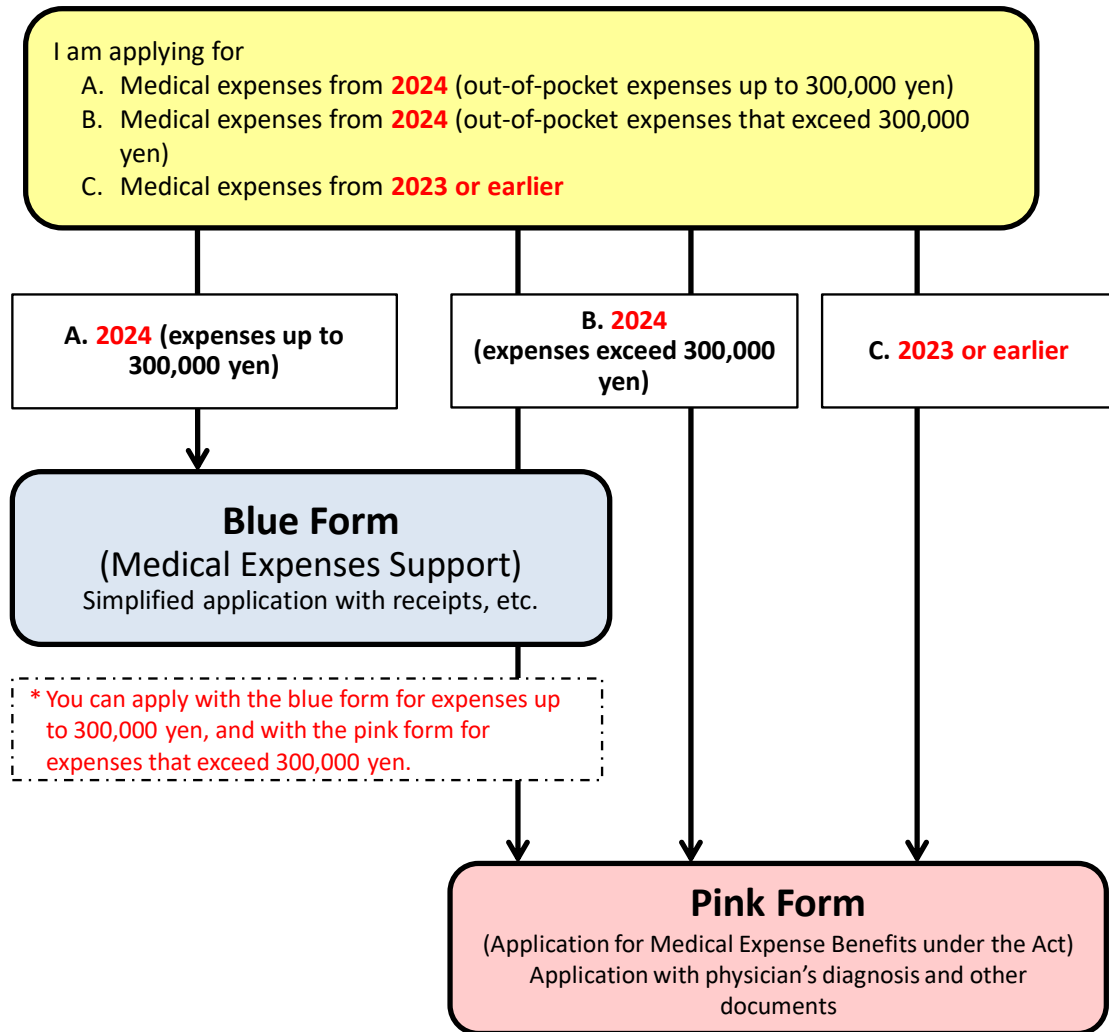 I am applying for
A. Medical expenses from 2024 (out-of-pocket expenses up to 300,000 yen)
B. Medical expenses from 2024 (out-of-pocket expenses that exceed 300,000
yen)
C. Medical expenses from 2023 or earlier
A. 2024 (expenses up to
300,000 yen)
B. 2024
(expenses exceed 300,000
yen)
C. 2023 or earlier
Blue Form
(Medical Expenses Support)
Simplified application with receipts, etc.
* You can apply with the blue form for expenses up
to 300,000 yen, and with the pink form for
expenses that exceed 300,000 yen.
Pink Form
(Application for Medical Expense Benefits under the Act)
Application with physician's diagnosis and other
documents